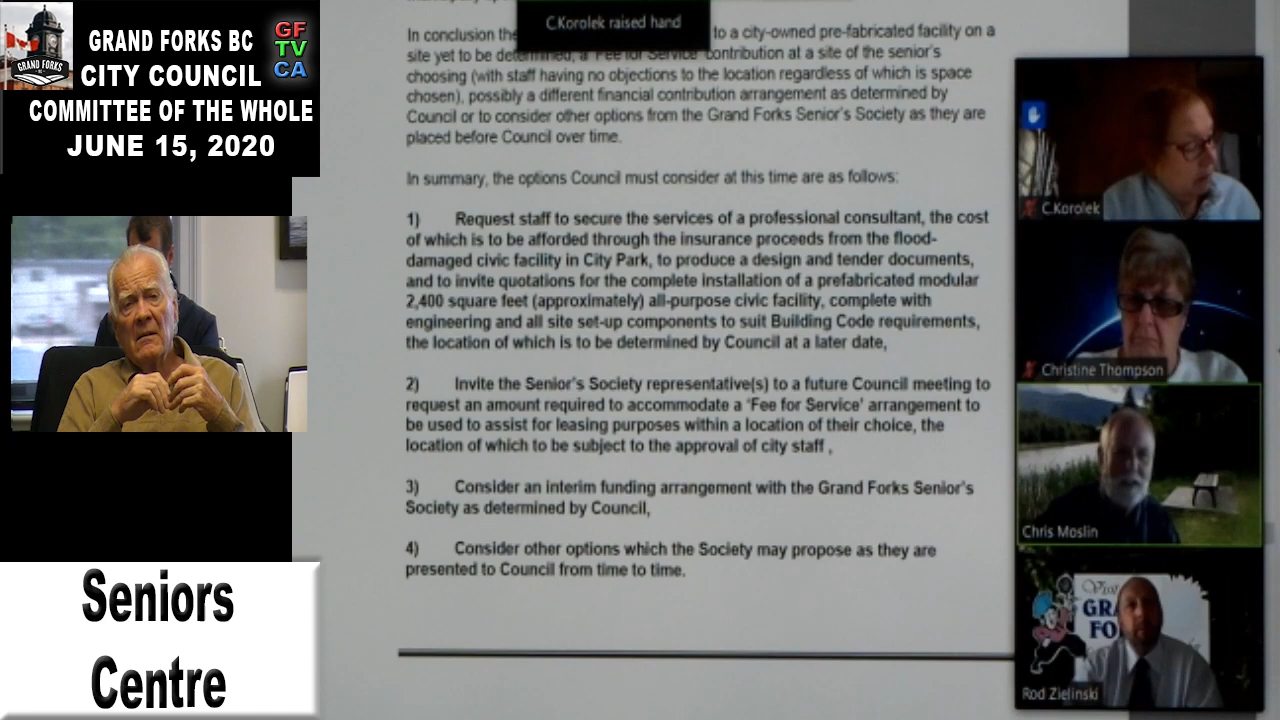 GRAND FORKS BC
CITY COUNCIL
COMMITTEE OF THE WHOLE
JUNE 15, 2020
GF
TV
CA
GRAND FORKS
Seniors
Centre
C.Korolek raised hand
In conclusion the to a city-owned pre-fabricated facility on a
site yet to be determined, a 'Fee for Service' contribution at a site of the senior's
choosing (with staff having no objections to the location regardless of which is space
chosen), possibly a different financial contribution arrangement as determined by
Council or to consider other options from the Grand Forks Senior's Society as they are
placed before Council over time.
In summary, the options Council must consider at this time are as follows:
1) Request staff to secure the services of a professional consultant, the cost
of which is to be afforded through the insurance proceeds from the flood-
damaged civic facility in City Park, to produce a design and tender documents,
and to invite quotations for the complete installation of a prefabricated modular
2,400 square feet (approximately) all-purpose civic facility, complete with
engineering and all site set-up components to suit Building Code requirements,
the location of which is to be determined by Council at a later date,
2) Invite the Senior's Society representative(s) to a future Council meeting to
request an amount required to accommodate a 'Fee for Service' arrangement to
be used to assist for leasing purposes within a location of their choice, the
location of which to be subject to the approval of city staff ,
3) Consider an interim funding arrangement with the Grand Forks Senior's
Society as determined by Council,
4) Consider other options which the Society may propose as they are
presented to Council from time to time.
C.Korolek
Christine Thompson
Chris Moslin
Visit
GRA
FO
Rod Zielinski